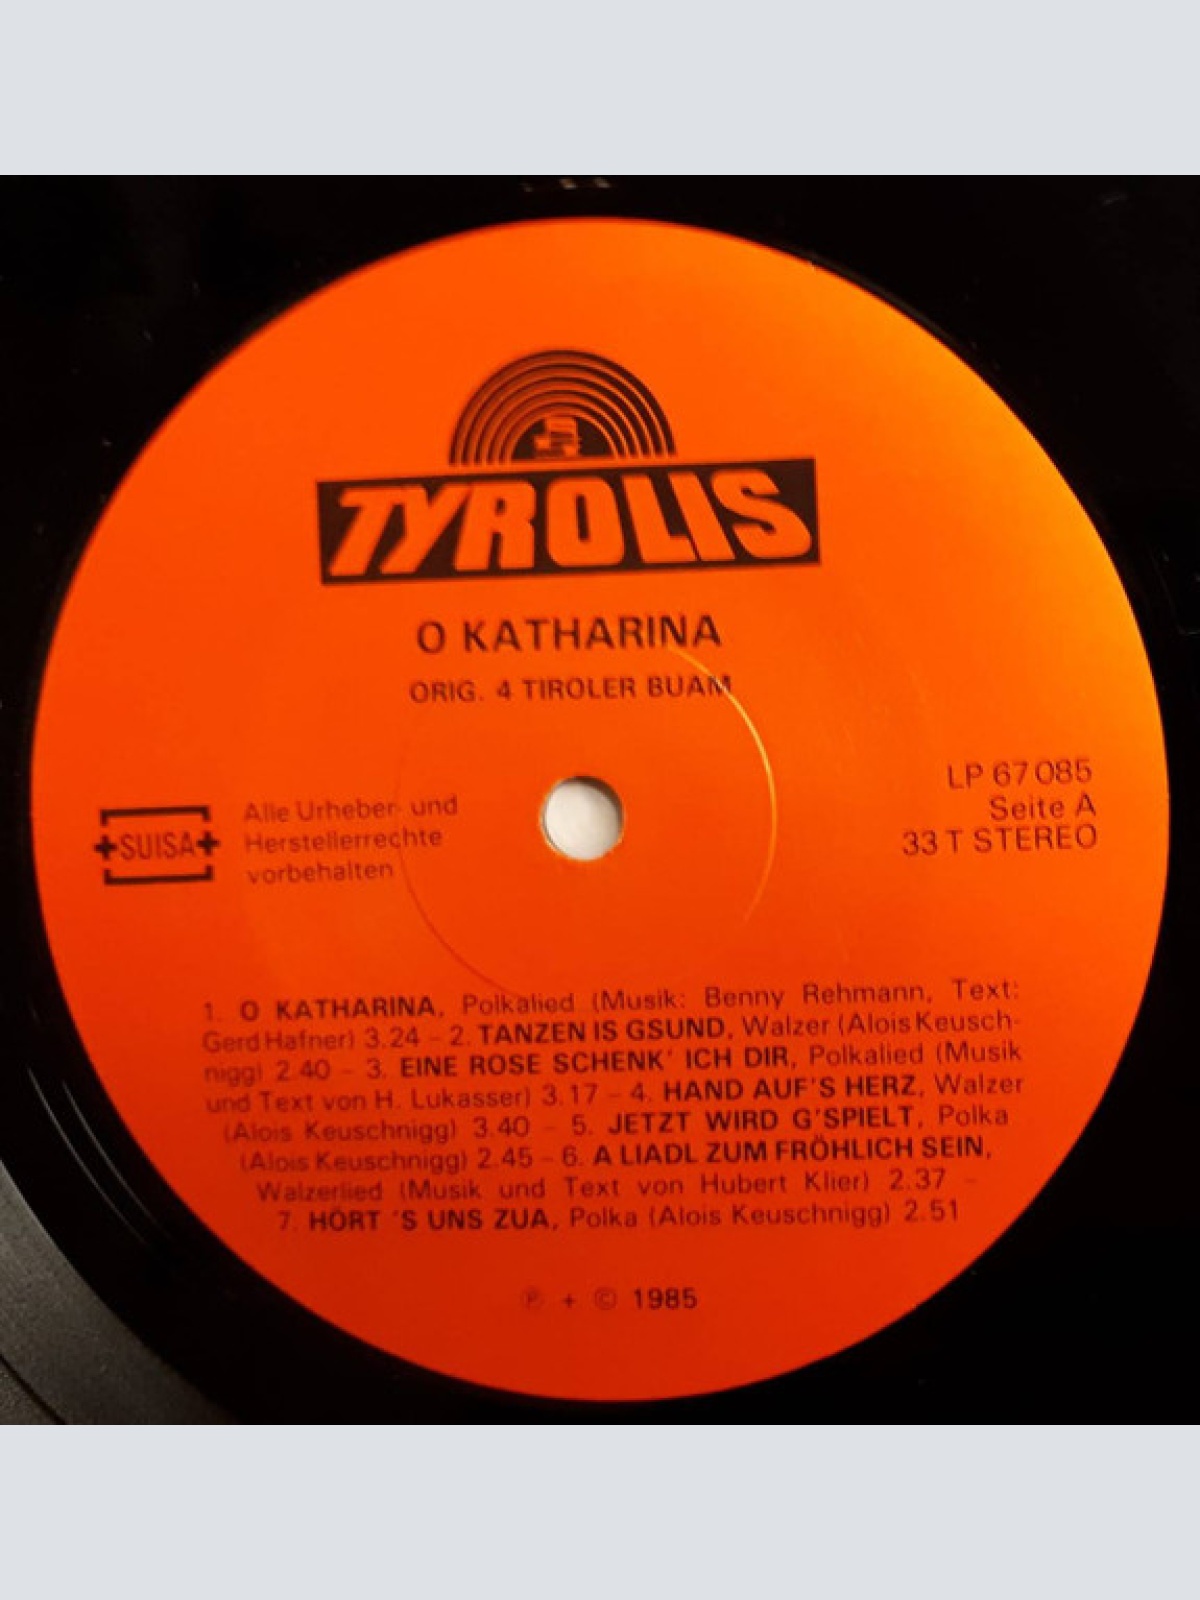 TYROLIS
O KATHARINA
ORIG. 4 TIROLER BUAM
LP 67 085
Seite A
33 T STEREO
+SUISA+
Alle Urheber- und
Herstellerrechte
vorbehalten
1. O KATHARINA, Polkalied (Musik: Benny Rehmann, Text:
Gerd Hafner) 3.24 – 2. TANZEN IS GSUND, Walzer (Alois Keusch-
nigg) 2.40 – 3. EINE ROSE SCHENK' ICH DIR, Polkalied (Musik
und Text von H. Lukasser) 3.17 – 4. HAND AUF'S HERZ, Walzer
(Alois Keuschnigg) 3.40 – 5. JETZT WIRD G'SPIELT, Polka
(Alois Keuschnigg) 2.45 – 6. A LIADL ZUM FRÖHLICH SEIN,
Walzerlied (Musik und Text von Hubert Klier) 2.37 –
7. HÖRT 'S UNS ZUA, Polka (Alois Keuschnigg) 2.51
℗ + © 1985